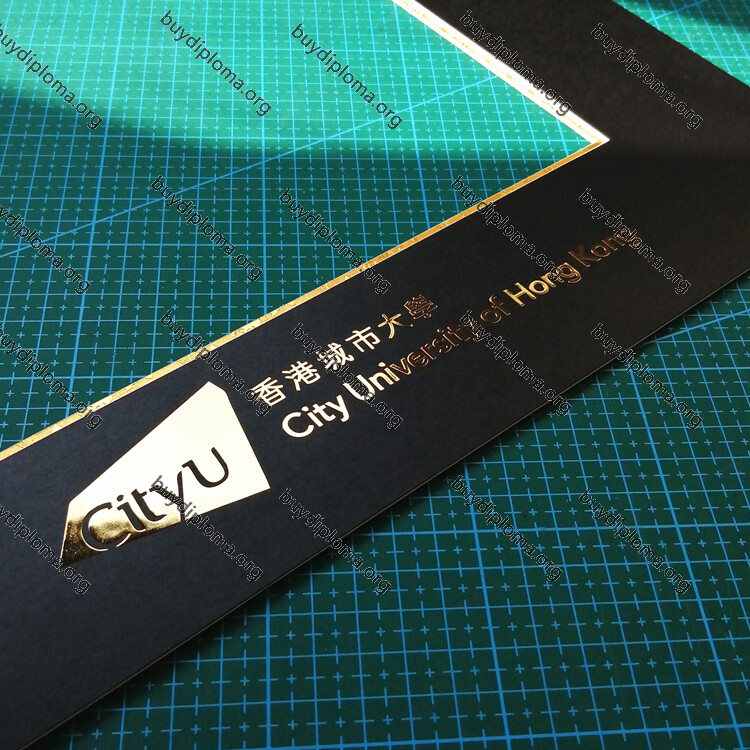 香港城市大學
City University of Hong Kong
CityU
buydiploma.org